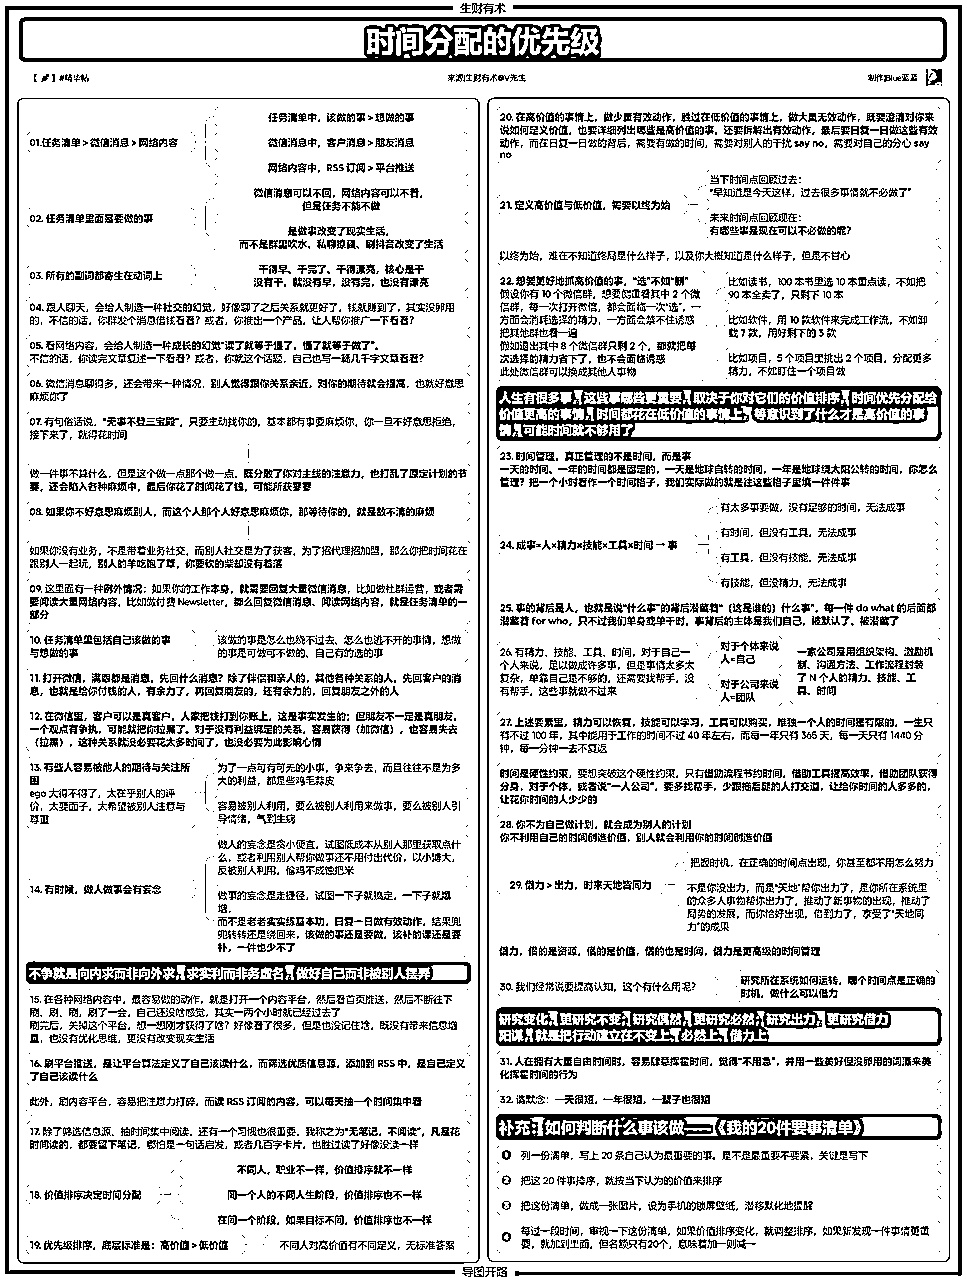 生财有术
时间分配的优先级
【 】#精华帖
来源|生财有术@V先生
制作|Blue蓝蓝
01.任务清单 > 微信消息 > 网络内容
任务清单中，该做的事 > 想做的事
微信消息中，客户消息 > 朋友消息
网络内容中，RSS 订阅 > 平台推送
02. 任务清单里面是要做的事
微信消息可以不回，网络内容可以不看，
但是任务不能不做
是做事改变了现实生活，
而不是群里吹水、私聊撩骚、刷抖音改变了生活
03. 所有的副词都寄生在动词上
干得早、干完了、干得漂亮，核心是干
没有干，就没有早，没有完，也没有漂亮
04. 跟人聊天，会给人制造一种社交的幻觉，好像聊了之后关系就更好了，钱就赚到了，其实没卵用
的，不信的话，你群发个消息借钱看看？或者，你推出一个产品，让人帮你推广一下看看？
05. 看网络内容，会给人制造一种成长的幻觉"读了就等于懂了，懂了就等于做了"。
不信的话，你读完文章复述一下看看？或者，你就这个话题，自己也写一篇几千字文章看看？
06. 微信消息聊得多，还会带来一种情况，别人觉得跟你关系亲近，对你的期待就会提高，也就好意思
麻烦你了
07. 有句俗话说，"无事不登三宝殿"，只要主动找你的，基本都有事要麻烦你，你一旦不好意思拒绝，
接下来了，就得花时间
做一件事不算什么，但是这个做一点那个做一点，既分散了你对主线的注意力，也打乱了原定计划的节
奏，还会陷入各种麻烦中，最后你花了时间花了钱，可能所获寥寥
08. 如果你不好意思麻烦别人，而这个人那个人好意思麻烦你，那等待你的，就是数不清的麻烦
如果你没有业务，不是带着业务社交，而别人社交是为了获客，为了招代理招加盟，那么你把时间花在
跟别人一起玩，别人的羊吃饱了草，你要砍的柴却没有着落
09. 这里面有一种例外情况：如果你的工作本身，就需要回复大量微信消息，比如做社群运营，或者需
要阅读大量网络内容，比如做付费 Newsletter，那么回复微信消息、阅读网络内容，就是任务清单的一
部分
10. 任务清单里包括自己该做的事
与想做的事
该做的事是怎么也绕不过去、怎么也逃不开的事情，想做
的事是可做可不做的、自己有的选的事
11. 打开微信，满眼都是消息，先回什么消息？除了伴侣和亲人的，其他各种关系的人，先回客户的消
息，也就是给你付钱的人，有余力了，再回复朋友的，还有余力的，回复朋友之外的人
12. 在微信里，客户可以是真客户，人家把钱打到你账上，这是事实发生的；但朋友不一定是真朋友，
一个观点有争执，可能就把你拉黑了。对于没有利益绑定的关系，容易获得（加微信），也容易失去
（拉黑），这种关系就没必要花太多时间了，也没必要为此影响心情
13. 有些人容易被他人的期待与关注所
困
ego 大得不得了，太在乎别人的评
价，太要面子，太希望被别人注意与
尊重
为了一点可有可无的小事，争来争去，而且往往不是为多
大的利益，都是些鸡毛蒜皮
容易被别人利用，要么被别人利用来做事，要么被别人引
导情绪，气到生病
14. 有时候，做人做事会有妄念
做人的妄念是贪小便宜，试图低成本从别人那里获取点什
么，或者利用别人帮你做事还不用付出代价，以小博大，
反被别人利用，偷鸡不成蚀把米
做事的妄念是走捷径，试图一下子就搞定，一下子就爆
增，
而不是老老实实练基本功，日复一日做有效动作，结果兜
兜转转还是绕回来，该做的事还是要做，该补的课还是要
补，一件也少不了
不争就是向内求而非向外求，求实利而非务虚名，做好自己而非被别人摆弄
15. 在各种网络内容中，最容易做的动作，就是打开一个内容平台，然后看首页推送，然后不断往下
刷、刷、刷，刷了一会，自己还没啥感觉，其实一两个小时就已经过去了
刷完后，关掉这个平台，想一想刚才获得了啥？好像看了很多，但是也没记住啥，既没有带来信息增
量，也没有优化思维，更没有改变现实生活
16. 刷平台推送，是让平台算法定义了自己该读什么，而筛选优质信息源，添加到 RSS 中，是自己定义
了自己该读什么
此外，刷内容平台，容易把注意力打碎，而读 RSS 订阅的内容，可以每天抽一个时间集中看
17. 除了筛选信息源、抽时间集中阅读，还有一个习惯也很重要，我称之为"无笔记，不阅读"，凡是花
时间读的，都要留下笔记，哪怕是一句话启发，或者几百字卡片，也胜过读了好像没读一样
18. 价值排序决定时间分配
不同人，职业不一样，价值排序就不一样
同一个人的不同人生阶段，价值排序也不一样
在同一个阶段，如果目标不同，价值排序也不一样
19. 优先级排序，底层标准是：高价值 > 低价值
不同人对高价值有不同定义，无标准答案
20. 在高价值的事情上，做少量有效动作，胜过在低价值的事情上，做大量无效动作，既要澄清对你来
说如何定义价值，也要详细列出哪些是高价值的事，还要拆解出有效动作，最后要日复一日做这些有效
动作，而在日复一日做的背后，需要有做的时间，需要对别人的干扰 say no，需要对自己的分心 say
no
21. 定义高价值与低价值，需要以终为始
当下时间点回顾过去：
"早知道是今天这样，过去很多事情就不必做了"
未来时间点回顾现在：
有哪些事是现在可以不必做的呢？
以终为始，难在不知道终局是什么样子，以及你大概知道是什么样子，但是不甘心
22. 想要更好地抓高价值的事，"选"不如"删"
假设你有 10 个微信群，想要侧重看其中 2 个微
信群，每一次打开微信，都会面临一次"选"，一
方面会消耗选择的精力，一方面会禁不住诱惑
把其他群也看一遍
假如退出其中 8 个微信群只剩 2 个，那就把每
次选择的精力省下了，也不会面临诱惑
此处微信群可以换成其他人事物
比如读书，100 本书里选 10 本重点读，不如把
90 本全卖了，只剩下 10 本
比如软件，用 10 款软件来完成工作流，不如卸
载 7 款，用好剩下的 3 款
比如项目，5 个项目里挑出 2 个项目，分配更多
精力，不如盯住一个项目做
人生有很多事，这些事哪些更重要，取决于你对它们的价值排序，时间优先分配给
价值更高的事情，时间都花在低价值的事情上，等意识到了什么才是高价值的事
情，可能时间就不够用了
23. 时间管理，真正管理的不是时间，而是事
一天的时间、一年的时间都是固定的，一天是地球自转的时间，一年是地球绕太阳公转的时间，你怎么
管理？把一个小时看作一个时间格子，我们实际做的就是往这些格子里填一件件事
24. 成事=人×精力×技能×工具×时间 → 事
有太多事要做，没有足够的时间，无法成事
有时间，但没有工具，无法成事
有工具，但没有技能，无法成事
有技能，但没精力，无法成事
25. 事的背后是人，也就是说"什么事"的背后潜藏着"（这是谁的）什么事"，每一件 do what 的后面都
潜藏着 for who，只不过我们单身或单干时，事背后的主体是我们自己，被默认了，被潜藏了
26. 有精力、技能、工具、时间，对于自己一
个人来说，足以做成许多事，但是事情太多太
复杂，单靠自己是不够的，还需要找帮手，没
有帮手，这些事就做不过来
对于个体来说
人=自己
对于公司来说
人=团队
一家公司是用组织架构、激励机
制、沟通方法、工作流程封装
了 N 个人的精力、技能、工
具、时间
27. 上述要素里，精力可以恢复，技能可以学习，工具可以购买，唯独一个人的时间是有限的，一生只
有不过 100 年，其中能用于工作的时间不过 40 年左右，而每一年只有 365 天，每一天只有 1440 分
钟，每一分钟一去不复返
时间是硬性约束，要想突破这个硬性约束，只有借助流程节约时间，借助工具提高效率，借助团队获得
分身，对于个体，或者说"一人公司"，要多找帮手，少跟拖后腿的人打交道，让给你时间的人多多的，
让花你时间的人少少的
28. 你不为自己做计划，就会成为别人的计划
你不利用自己的时间创造价值，别人就会利用你的时间创造价值
29. 借力 > 出力，时来天地皆同力
把握时机，在正确的时间点出现，你甚至都不用怎么努力
不是你没出力，而是"天地"帮你出力了，是你所在系统里
的众多人事物帮你出力了，推动了新事物的出现，推动了
局势的发展，而你恰好出现，借到力了，享受了"天地同
力"的成果
借力，借的是资源，借的是价值，借的也是时间，借力是更高级的时间管理
30. 我们经常说要提高认知，这个有什么用呢？
研究所在系统如何运转，哪个时间点是正确的
时机，做什么可以借力
研究变化，更研究不变；研究偶然，更研究必然；研究出力，更研究借力
阳谋，就是把行动建立在不变上、必然上、借力上
31. 人在拥有大量自由时间时，容易肆意挥霍时间，觉得"不用急"，并用一些美好但没卵用的词藻来美
化挥霍时间的行为
32. 请默念：一天很短，一年很短，一辈子也很短
补充：如何判断什么事该做——《我的20件要事清单》
1 列一份清单，写上 20 条自己认为最重要的事。是不是最重要不要紧，关键是写下
2 把这 20 件事排序，就按当下认为的价值来排序
3 把这份清单，做成一张图片，设为手机的锁屏壁纸，潜移默化地提醒
4 每过一段时间，审视一下这份清单，如果价值排序变化，就调整排序，如果新发现一件事情更重
要，就加到里面，但名额只有20个，意味着加一则减一
导图开路